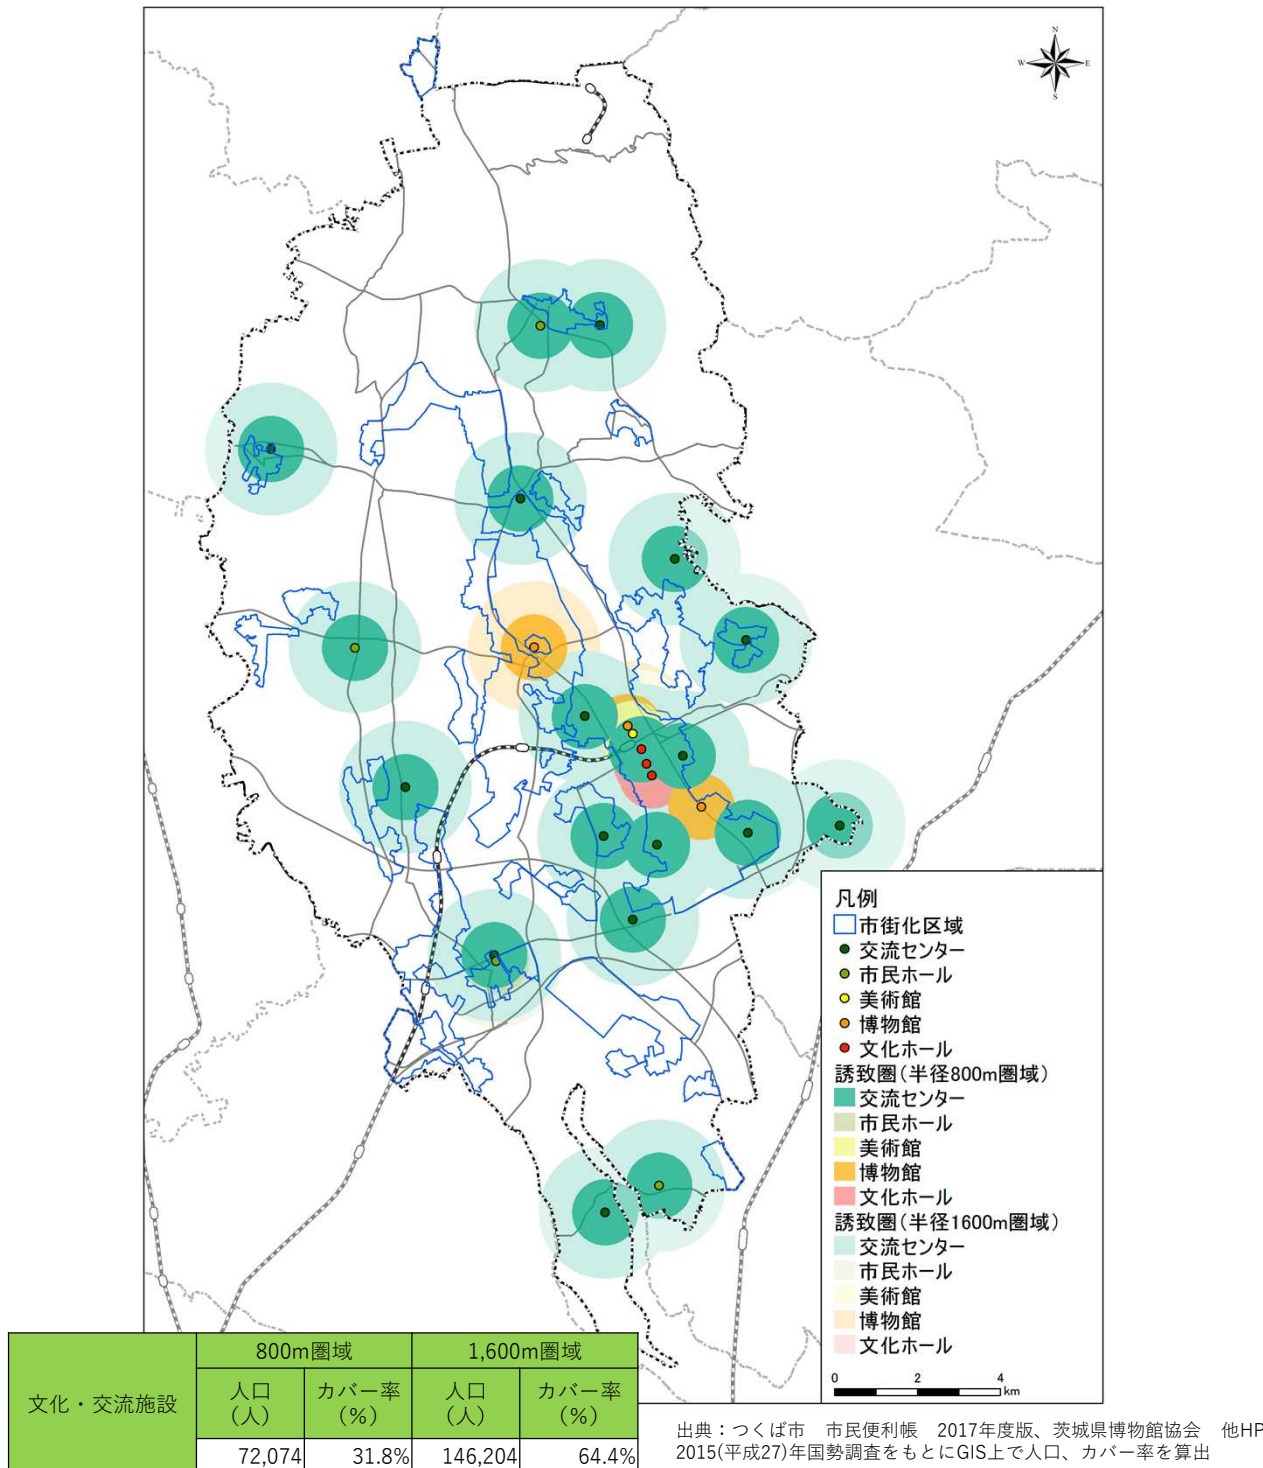 N
W E
S
凡例
市街化区域
交流センター
市民ホール
美術館
博物館
文化ホール
誘致圏(半径800m圏域)
交流センター
市民ホール
美術館
博物館
文化ホール
誘致圏(半径1600m圏域)
交流センター
市民ホール
美術館
博物館
文化ホール
0 2 4
km
文化・交流施設
800m圏域 1,600m圏域
人口(人) カバー率(%) 人口(人) カバー率(%)
72,074 31.8% 146,204 64.4%
出典：つくば市　市民便利帳　2017年度版、茨城県博物館協会　他HP
2015(平成27)年国勢調査をもとにGIS上で人口、カバー率を算出